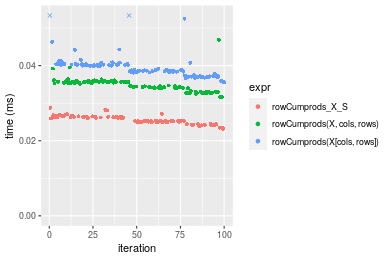 0.04
0.02
0.00
time (ms)
0
25
50
75
100
iteration
expr
rowCumprods_X_S
rowCumprods(X, cols, rows)
rowCumprods(X[cols, rows])